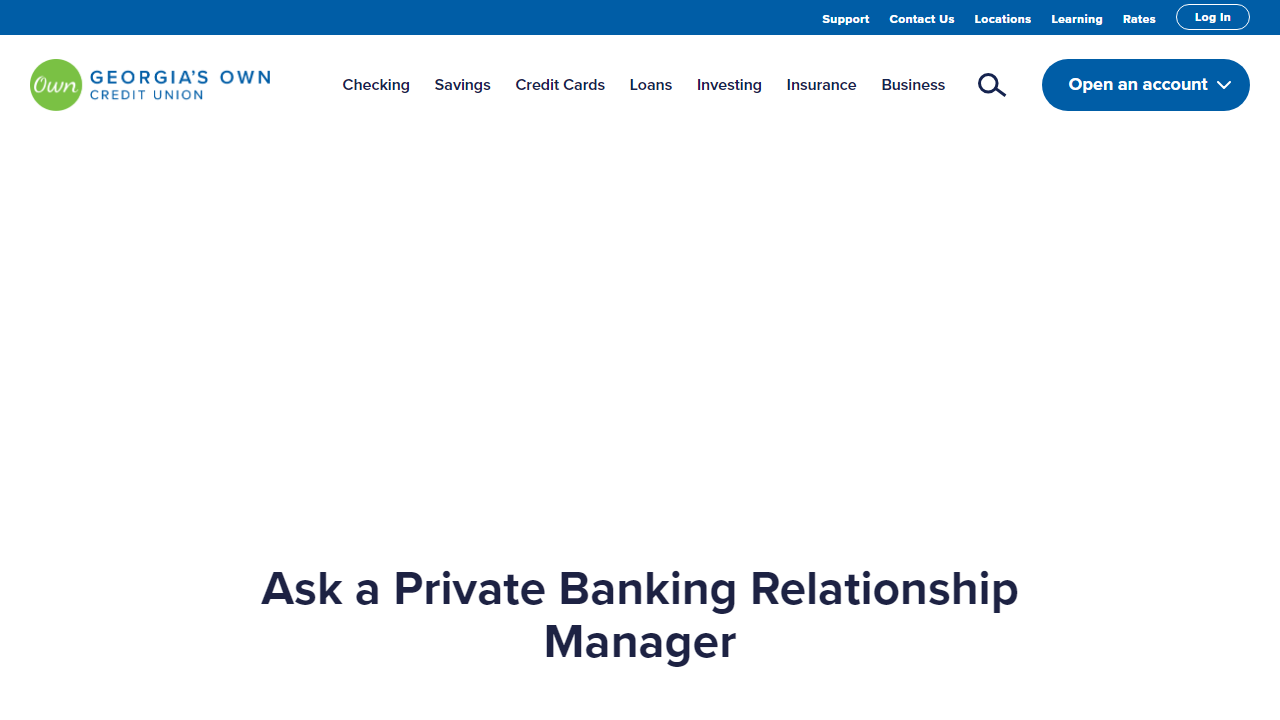 Support Contact Us Locations Learning Rates Log In
Own GEORGIA'S OWN
CREDIT UNION
Checking Savings Credit Cards Loans Investing Insurance Business Open an account
Ask a Private Banking Relationship
Manager